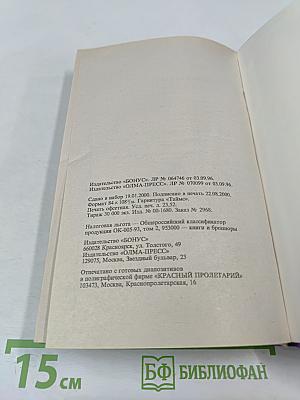 Издательство «БОНУС». ЛР № 064746 от 03.09.96.
Издательство «ОЛМА-ПРЕСС». ЛР № 070099 от 03.09.96.
Сдано в набор 19.01.2000. Подписано в печать 22.08.2000.
Формат 84 х 108 1/32. Гарнитура «Таймс».
Печать офсетная. Усл. печ. л. 23,52.
Тираж 30 000 экз. Изд. № 00-1680. Заказ № 2968.
Налоговая льгота — Общероссийский классификатор
продукции ОК-005-93, том 2, 953000 — книги и брошюры
Издательство «БОНУС»
660028 Красноярск, ул. Толстого, 49
Издательство «ОЛМА-ПРЕСС»
129075, Москва, Звездный бульвар, 23
Отпечатано с готовых диапозитивов
в полиграфической фирме «КРАСНЫЙ ПРОЛЕТАРИЙ»
103473, Москва, Краснопролетарская, 16
15 см
БФ БИБЛИОФАН